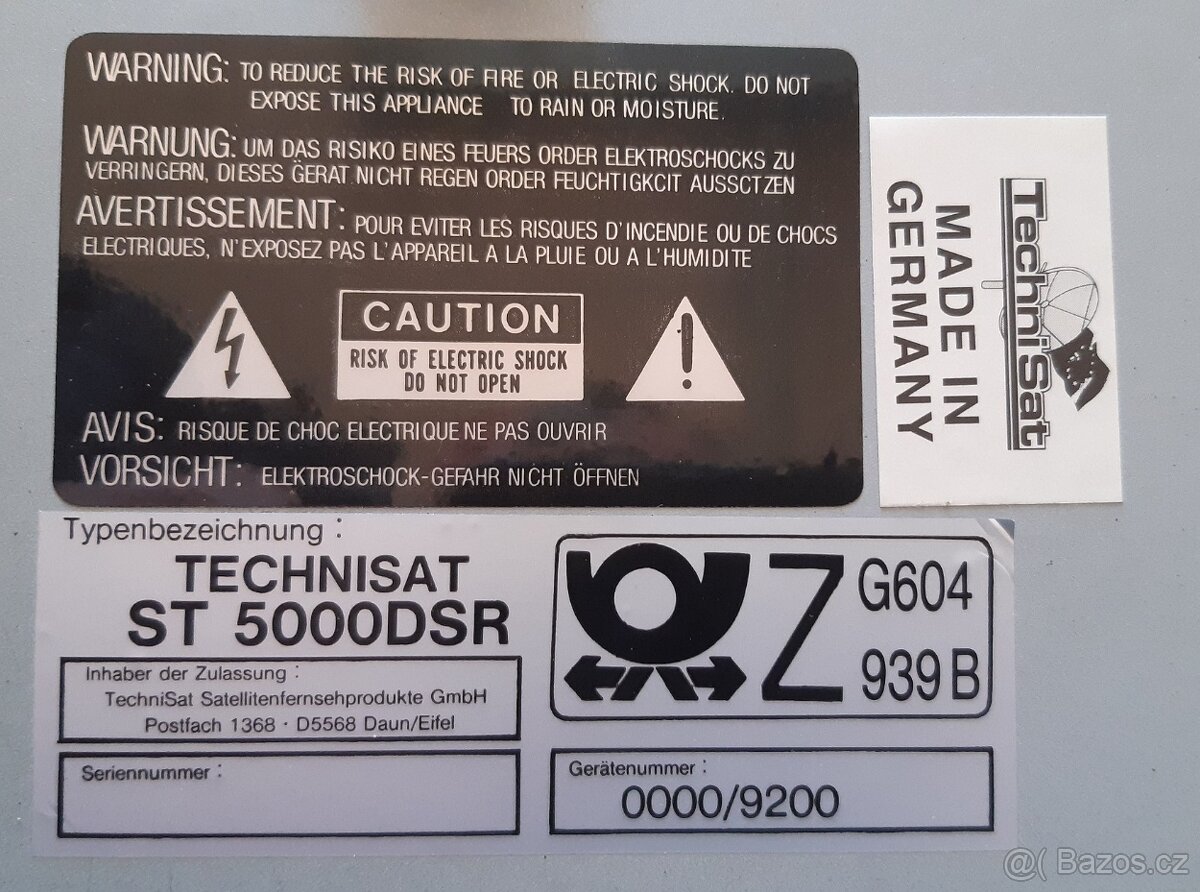 WARNING: TO REDUCE THE RISK OF FIRE OR ELECTRIC SHOCK. DO NOT
EXPOSE THIS APPLIANCE TO RAIN OR MOISTURE.
WARNUNG: UM DAS RISIKO EINES FEUERS ORDER ELEKTROSCHOCKS ZU
VERRINGERN, DIESES GERAT NICHT REGEN ORDER FEUCHTIGKCIT AUSSCTZEN
AVERTISSEMENT: POUR EVITER LES RISQUES D'INCENDIE OU DE CHOCS
ELECTRIQUES, N'EXPOSEZ PAS L'APPAREIL A LA PLUIE OU A L'HUMIDITE
CAUTION
RISK OF ELECTRIC SHOCK
DO NOT OPEN
AVIS: RISQUE DE CHOC ELECTRIQUE NE PAS OUVRIR
VORSICHT: ELEKTROSCHOCK-GEFAHR NICHT ÖFFNEN
TechniSat
MADE IN
GERMANY
Typenbezeichnung :
TECHNISAT
ST 5000DSR
Inhaber der Zulassung :
TechniSat Satellitenfernsehprodukte GmbH
Postfach 1368 · D5568 Daun/Eifel
Seriennummer :
Z G604
939 B
Gerätenummer :
0000/9200
@( Bazos.cz